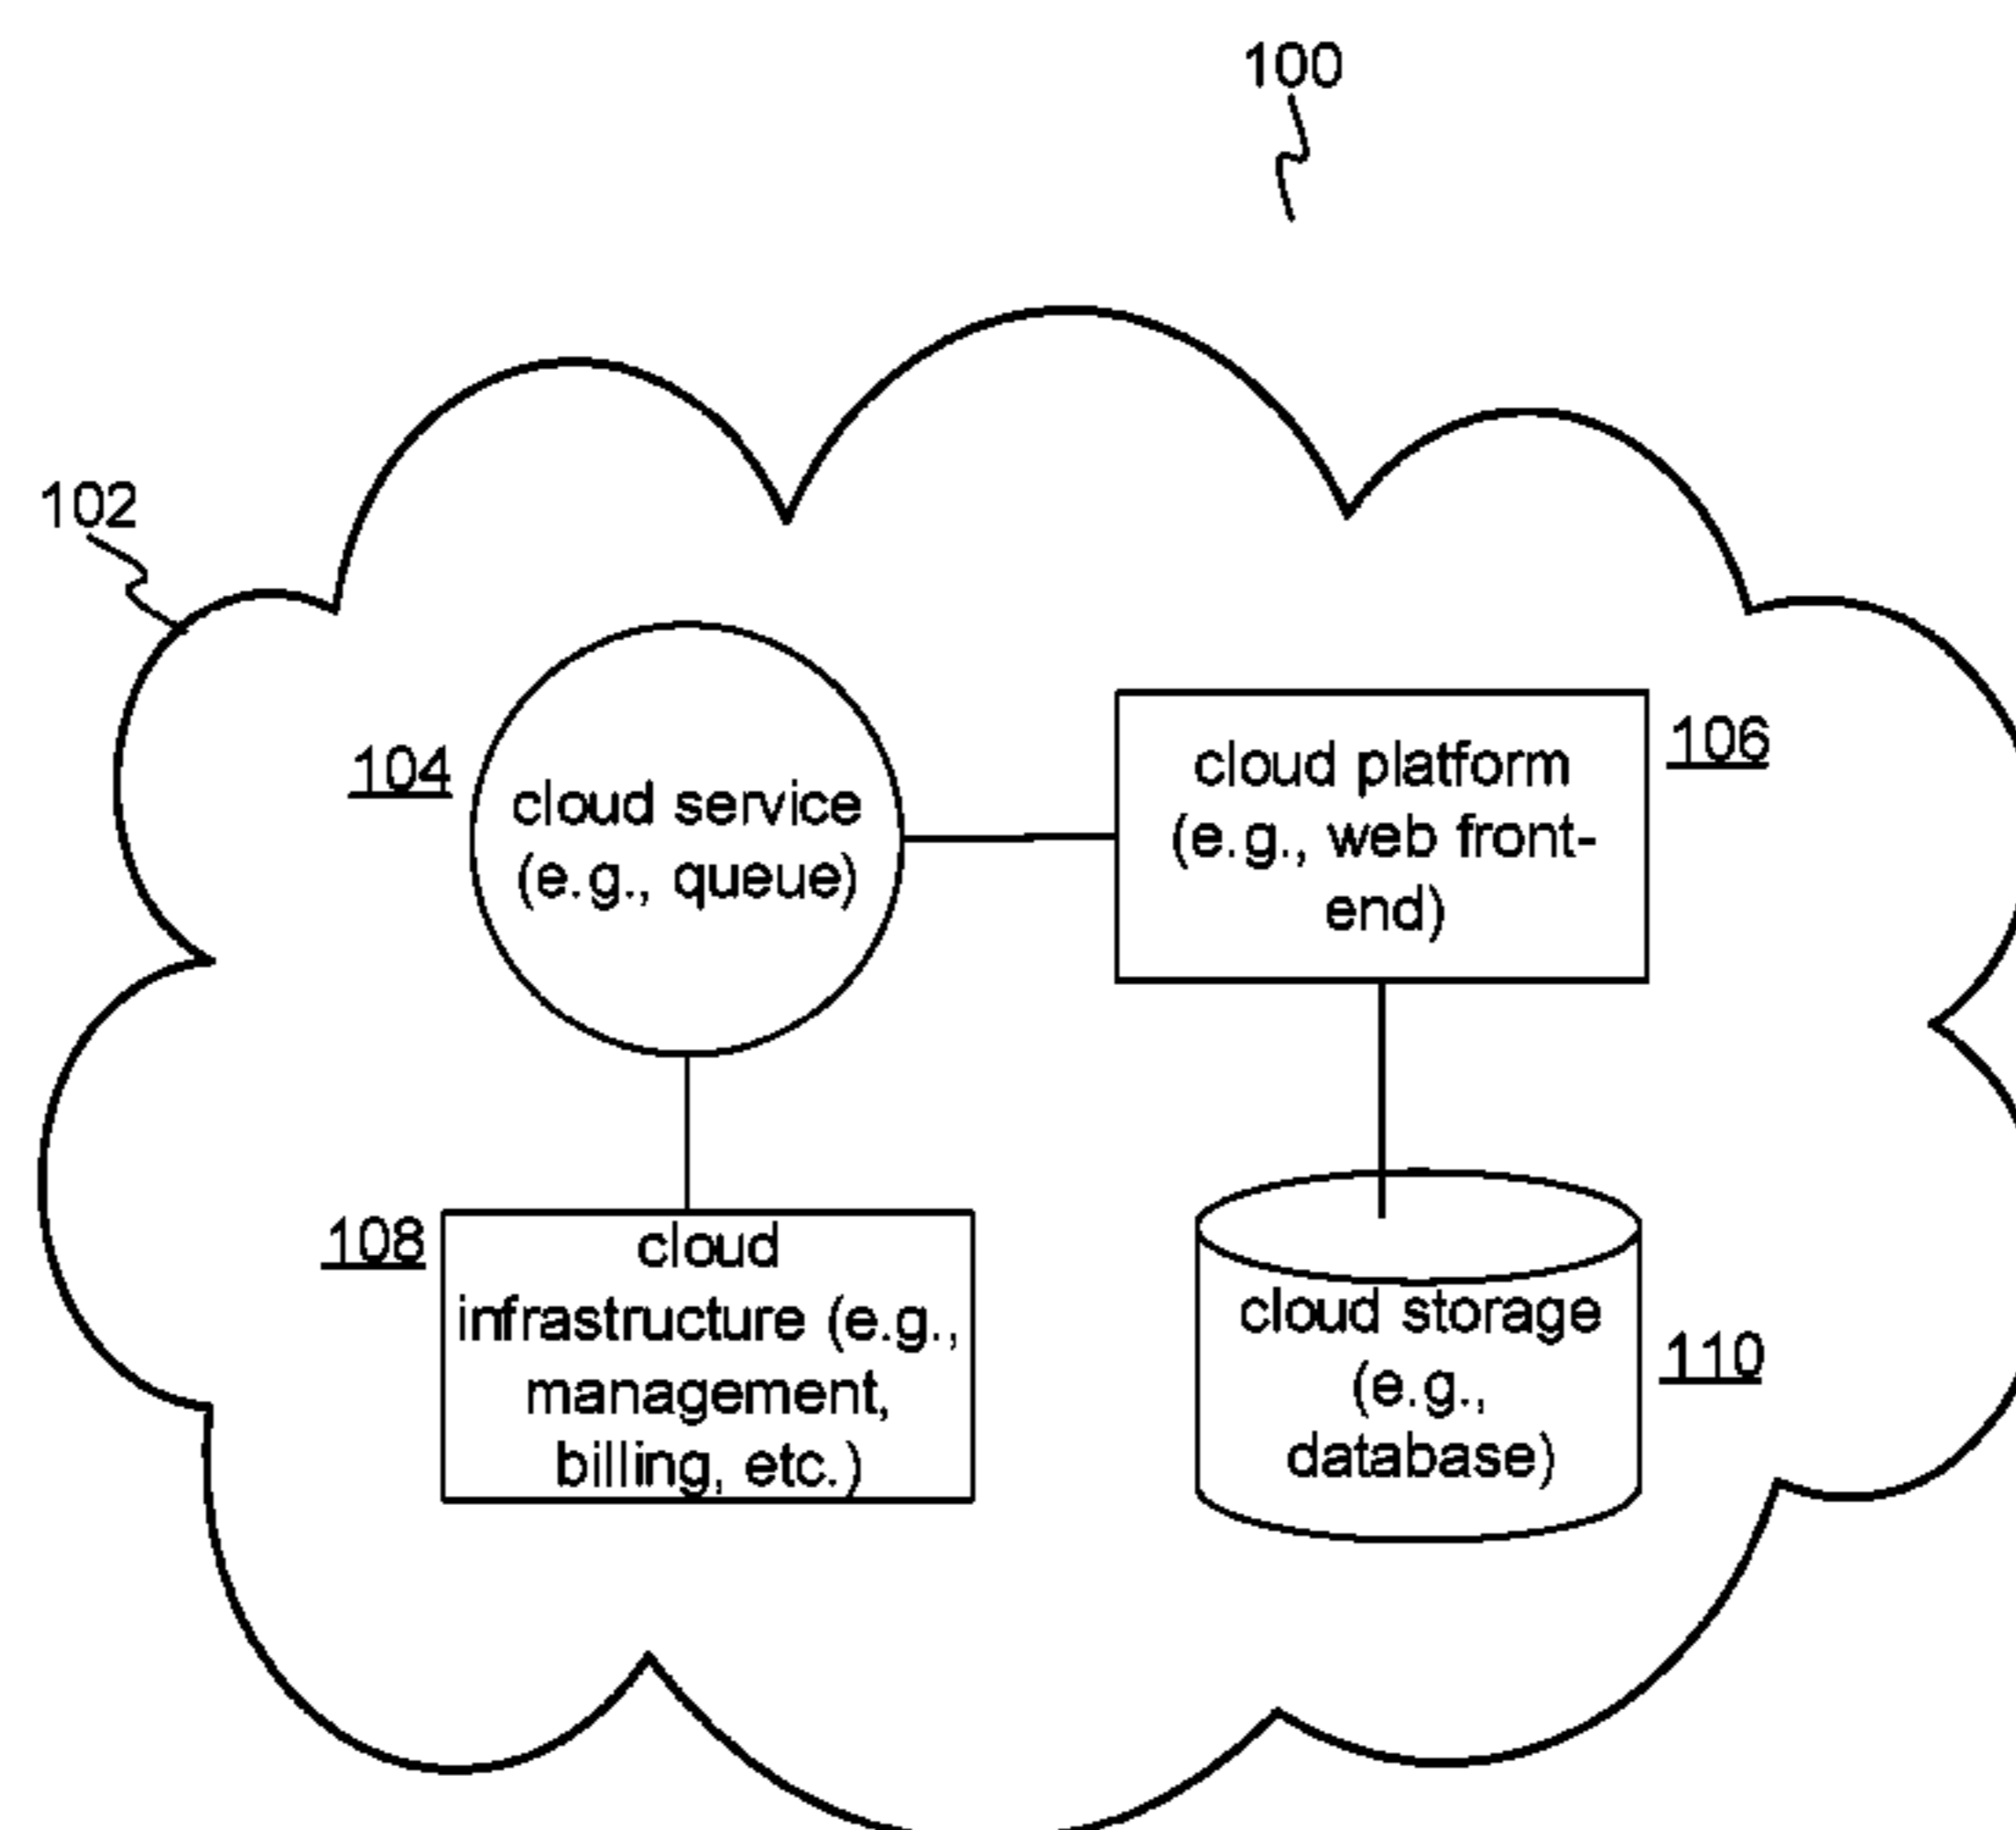 100
102
104
cloud service
(e.g., queue)
cloud platform
(e.g., web front-
end)
106
108
cloud
infrastructure (e.g.,
management,
billing, etc.)
cloud storage
(e.g.,
database)
110